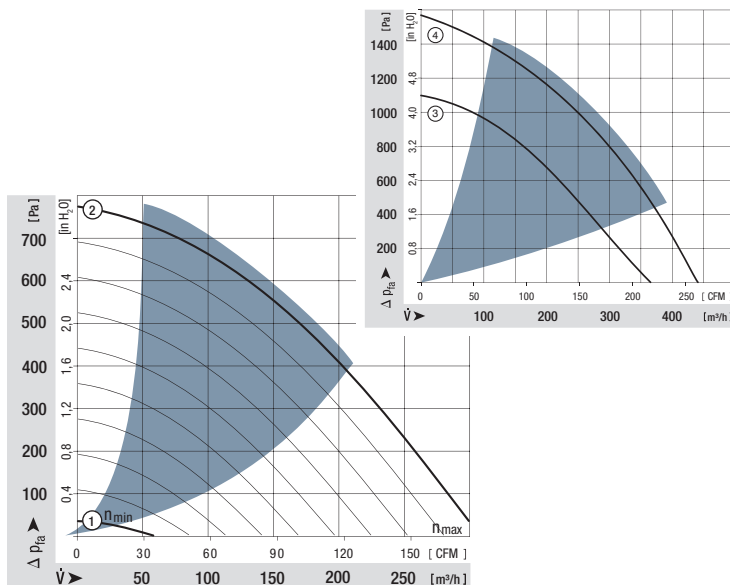 [Pa]
[in H2O]
1400
1200
1000
800
600
400
200
4,8
4,0
3,2
2,4
1,6
0,8
4
3
Δ pfa
0 50 100 150 200 250 [ CFM
V̇ 100 200 300 400 [m³/h]
[Pa]
[in H2O]
700
600
500
400
300
200
100
2,4
2,0
1,6
1,2
0,8
0,4
2
1 nmin
nmax
Δ pfa
0 30 60 90 120 150 [ CFM]
V̇ 50 100 150 200 250 [m³/h]